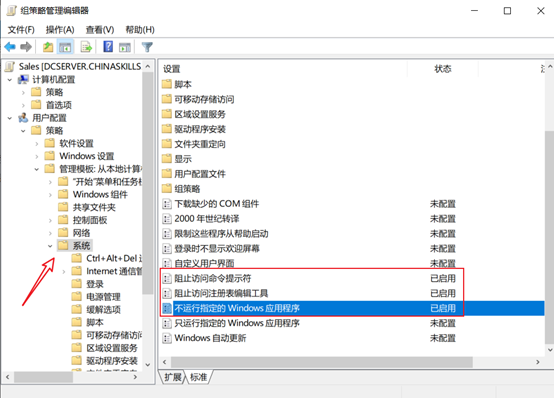 组策略管理编辑器
文件(F) 操作(A) 查看(V) 帮助(H)
Sales [DCSERVER.CHINASKILLS
计算机配置
策略
首选项
用户配置
策略
软件设置
Windows 设置
管理模板: 从本地计算机
"开始"菜单和任务栏
Windows 组件
共享文件夹
控制面板
网络
系统
Ctrl+Alt+Del
Internet 通信管
登录
电源管理
缓解选项
脚本
可移动存储访问
区域设置服务
驱动程序安装
设置 状态
脚本
可移动存储访问
区域设置服务
驱动程序安装
文件夹重定向
显示
用户配置文件
组策略
下载缺少的 COM 组件 未配置
2000 年世纪转译 未配置
限制这些程序从帮助启动 未配置
登录时不显示欢迎屏幕 未配置
自定义用户界面 未配置
阻止访问命令提示符 已启用
阻止访问注册表编辑工具 已启用
不运行指定的 Windows 应用程序 已启用
只运行指定的 Windows 应用程序 未配置
Windows 自动更新 未配置
扩展 标准